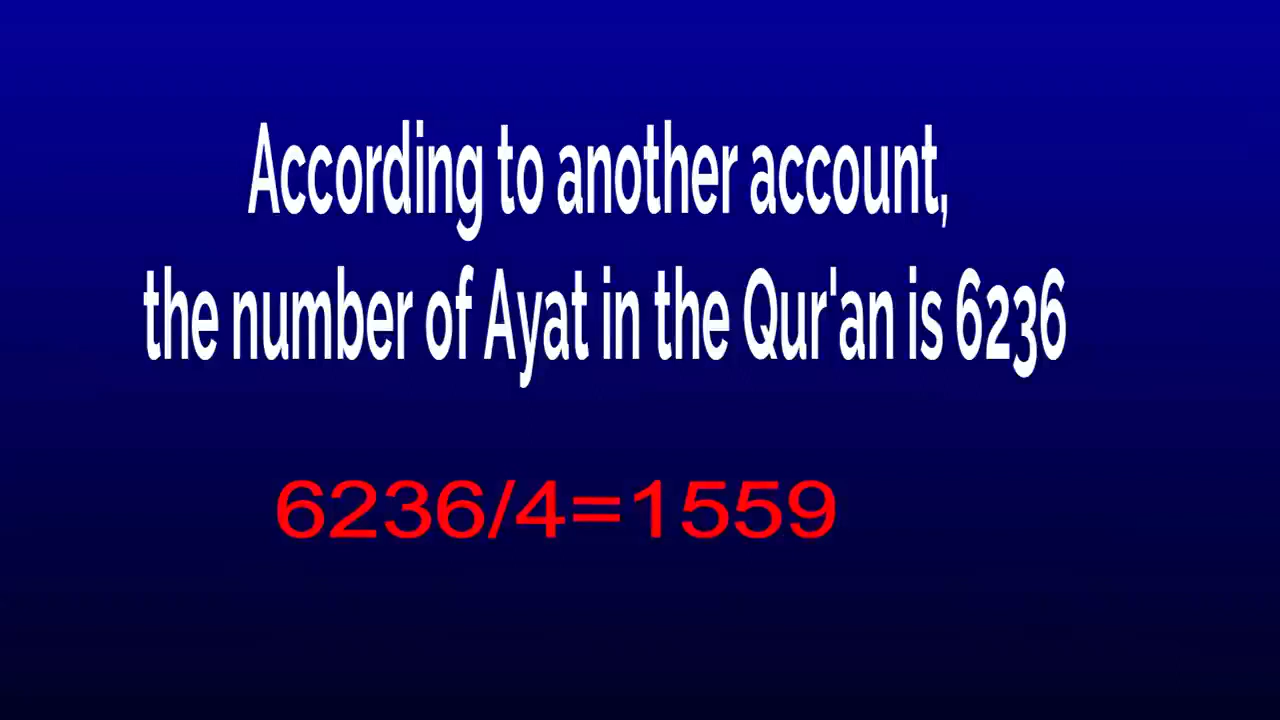 According to another account,
the number of Ayat in the Qur'an is 6236
6236/4=1559